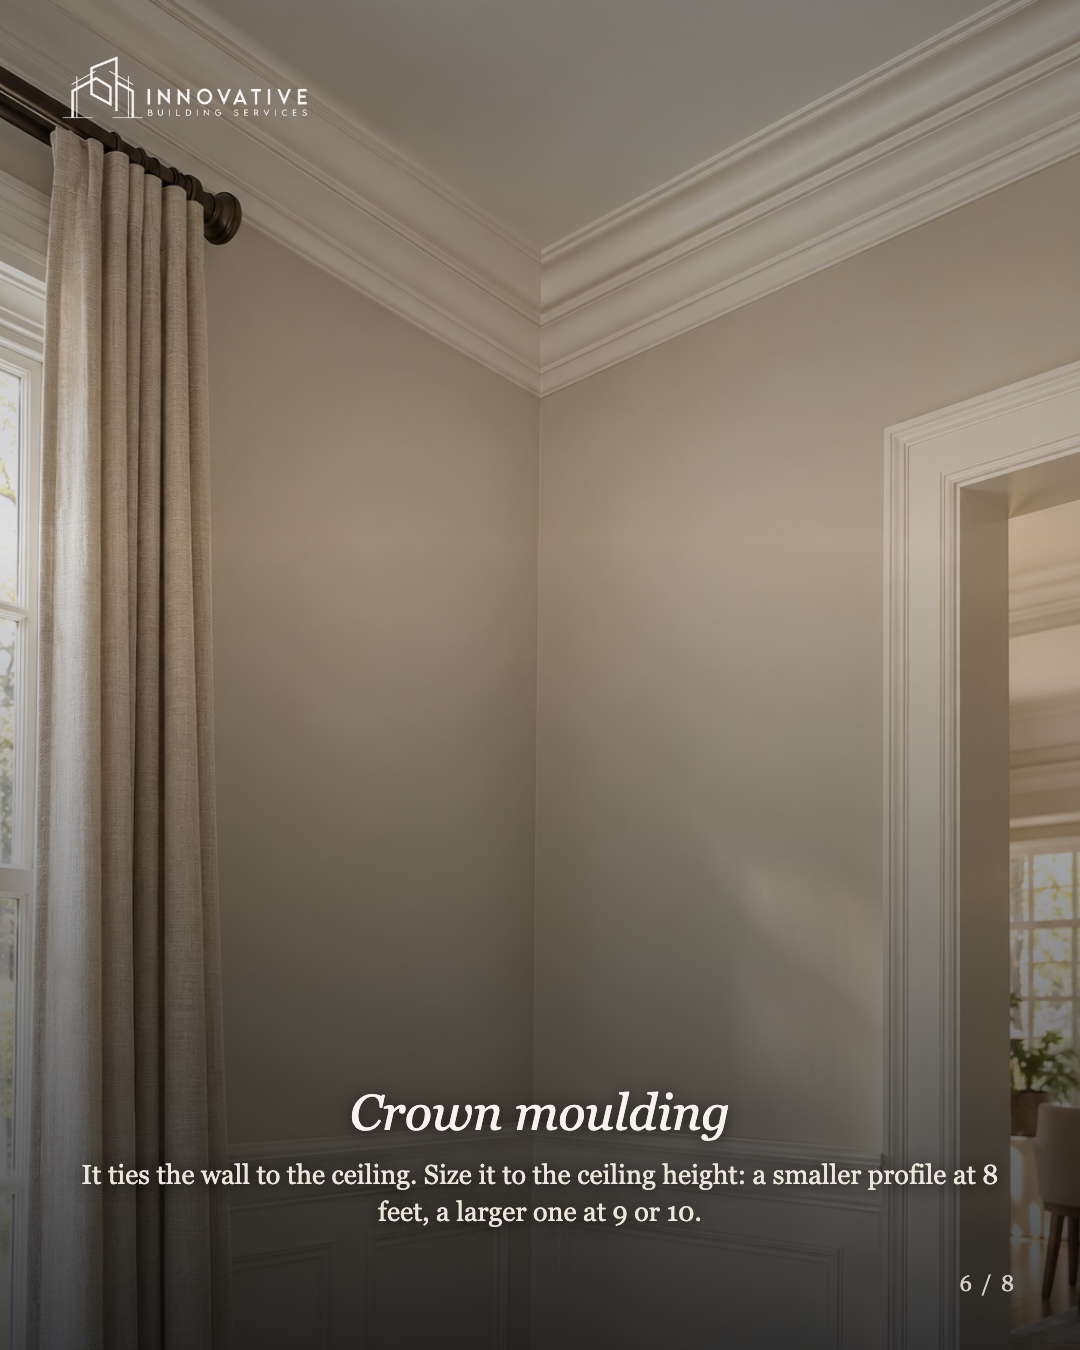 INNOVATIVE
BUILDING SERVICES
Crown moulding
It ties the wall to the ceiling. Size it to the ceiling height: a smaller profile at 8
feet, a larger one at 9 or 10.
6 / 8